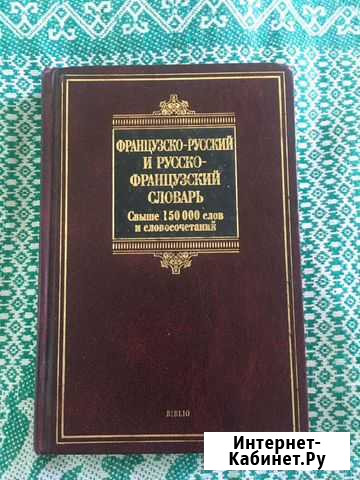 ФРАНЦУЗСКО-РУССКИЙ
И РУССКО-
ФРАНЦУЗСКИЙ
СЛОВАРЬ
Свыше 150 000 слов
и словосочетаний
BIBLIO
Интернет-
Кабинет.Ру